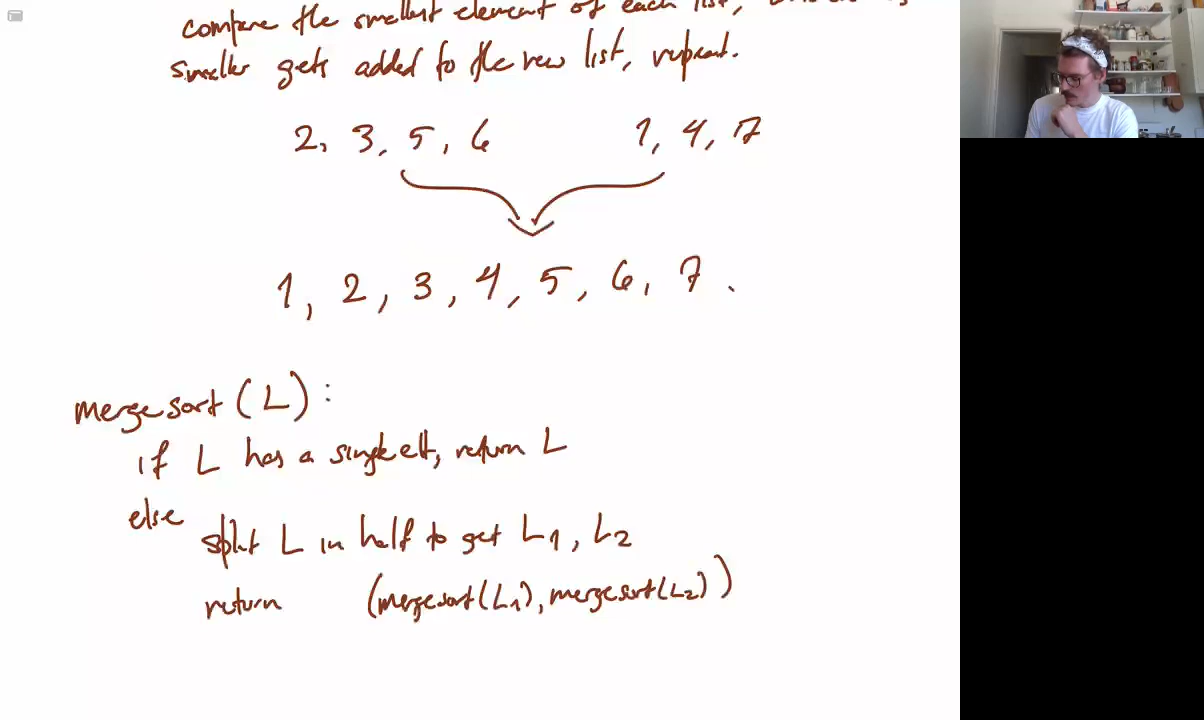 compare the smallest element of each list,
smaller gets added to the new list, repeat.
2, 3, 5, 6 1, 4, 7
1, 2, 3, 4, 5, 6, 7.
mergesort (L):
if L has a single elt, return L
else
split L in half to get L1, L2
return (mergesort(L1), mergesort(L2))